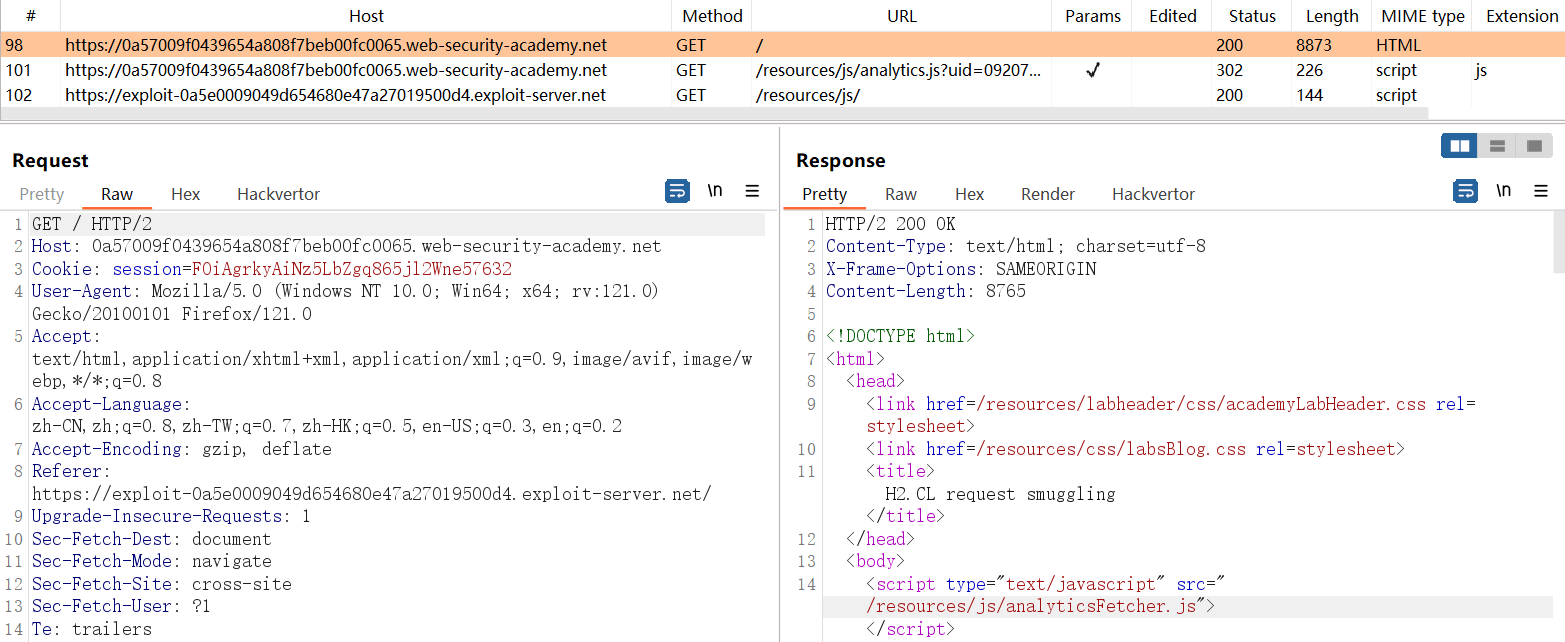 # Host Method URL Params Edited Status Length MIME type Extension
98 https://0a57009f0439654a808f7beb00fc0065.web-security-academy.net GET / 200 8873 HTML
101 https://0a57009f0439654a808f7beb00fc0065.web-security-academy.net GET /resources/js/analytics.js?uid=09207... ✓ 302 226 script js
102 https://exploit-0a5e0009049d654680e47a27019500d4.exploit-server.net GET /resources/js/ 200 144 script
Request
Pretty Raw Hex Hackvertor \n
1 GET / HTTP/2
2 Host: 0a57009f0439654a808f7beb00fc0065.web-security-academy.net
3 Cookie: session=FOiAgrkyAiNz5LbZgq865jl2Wne57632
4 User-Agent: Mozilla/5.0 (Windows NT 10.0; Win64; x64; rv:121.0)
Gecko/20100101 Firefox/121.0
5 Accept:
text/html,application/xhtml+xml,application/xml;q=0.9,image/avif,image/w
ebp,*/*;q=0.8
6 Accept-Language:
zh-CN,zh;q=0.8,zh-TW;q=0.7,zh-HK;q=0.5,en-US;q=0.3,en;q=0.2
7 Accept-Encoding: gzip, deflate
8 Referer:
https://exploit-0a5e0009049d654680e47a27019500d4.exploit-server.net/
9 Upgrade-Insecure-Requests: 1
10 Sec-Fetch-Dest: document
11 Sec-Fetch-Mode: navigate
12 Sec-Fetch-Site: cross-site
13 Sec-Fetch-User: ?1
14 Te: trailers
Response
Pretty Raw Hex Render Hackvertor \n
1 HTTP/2 200 OK
2 Content-Type: text/html; charset=utf-8
3 X-Frame-Options: SAMEORIGIN
4 Content-Length: 8765
5
6 <!DOCTYPE html>
7 <html>
8 <head>
9 <link href=/resources/labheader/css/academyLabHeader.css rel=
stylesheet>
10 <link href=/resources/css/labsBlog.css rel=stylesheet>
11 <title>
H2.CL request smuggling
</title>
12 </head>
13 <body>
14 <script type="text/javascript" src="
/resources/js/analyticsFetcher.js">
</script>